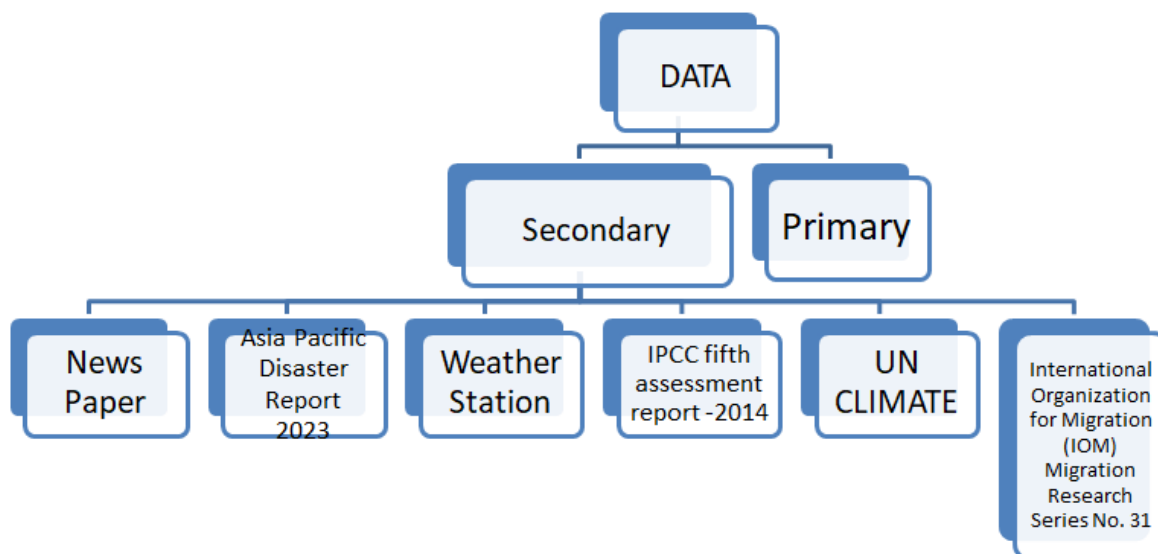 DATA
Secondary
Primary
News
Paper
Asia Pacific
Disaster
Report
2023
Weather
Station
IPCC fifth
assessment
report -2014
UN
CLIMATE
International
Organization
for Migration
(IOM)
Migration
Research
Series No. 31